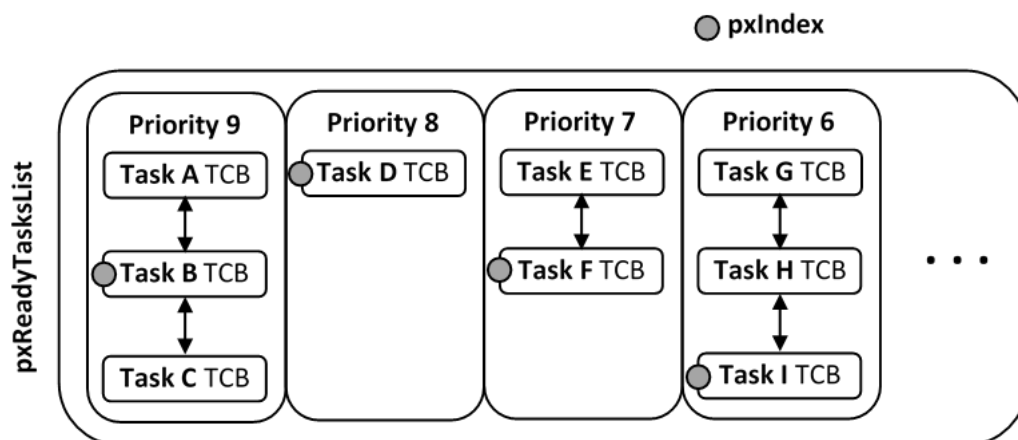 pxIndex
pxReadyTasksList
Priority 9
Task A TCB
Task B TCB
Task C TCB
Priority 8
Task D TCB
Priority 7
Task E TCB
Task F TCB
Priority 6
Task G TCB
Task H TCB
Task I TCB
. . .